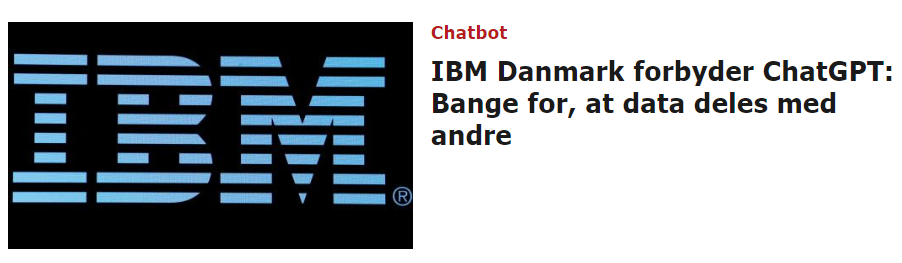 IBM®
Chatbot
IBM Danmark forbyder ChatGPT:
Bange for, at data deles med
andre